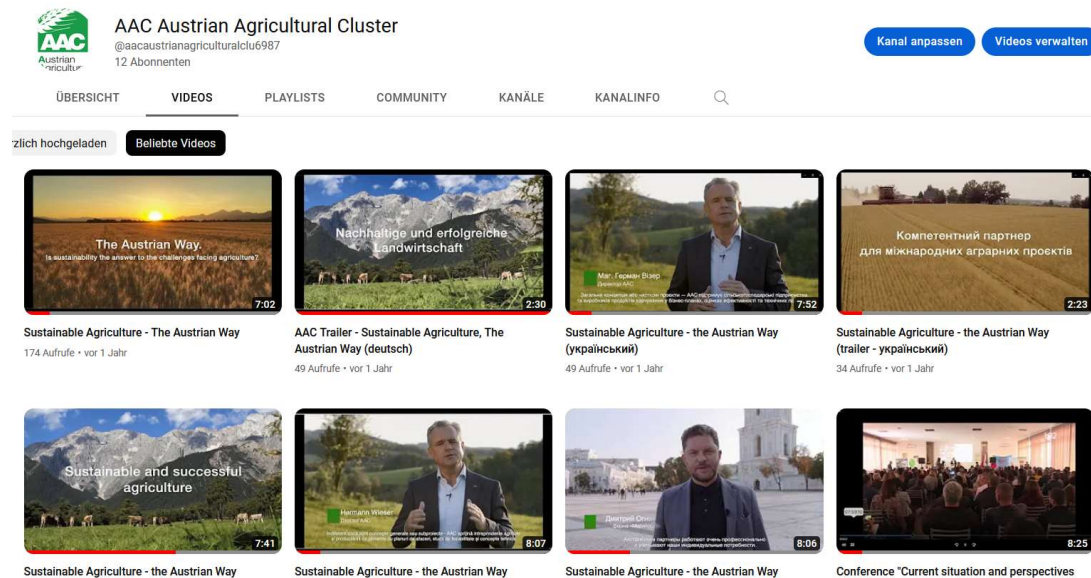 AAC
Austrian
AAC Austrian Agricultural Cluster
@aacaustrianagriculturalclu6987
12 Abonnenten
Kanal anpassen
Videos verwalten
ÜBERSICHT
VIDEOS
PLAYLISTS
COMMUNITY
KANÄLE
KANALINFO
zlich hochgeladen
Beliebte Videos
The Austrian Way.
Is sustainability the answer to the challenges facing agriculture?
7:02
Nachhaltige und erfolgreiche
Landwirtschaft
2:30
Маг. Герман Візер
Директор AAC
7:52
Компетентний партнер
для міжнародних аграрних проєктів
2:23
Sustainable Agriculture - The Austrian Way
174 Aufrufe • vor 1 Jahr
AAC Trailer - Sustainable Agriculture, The
Austrian Way (deutsch)
49 Aufrufe • vor 1 Jahr
Sustainable Agriculture - the Austrian Way
(український)
49 Aufrufe • vor 1 Jahr
Sustainable Agriculture - the Austrian Way
(trailer - український)
34 Aufrufe • vor 1 Jahr
Sustainable and successful
agriculture
7:41
Hermann Wieser
8:07
Дмитрий
8:06
8:25
Sustainable Agriculture - the Austrian Way
Sustainable Agriculture - the Austrian Way
Sustainable Agriculture - the Austrian Way
Conference "Current situation and perspectives